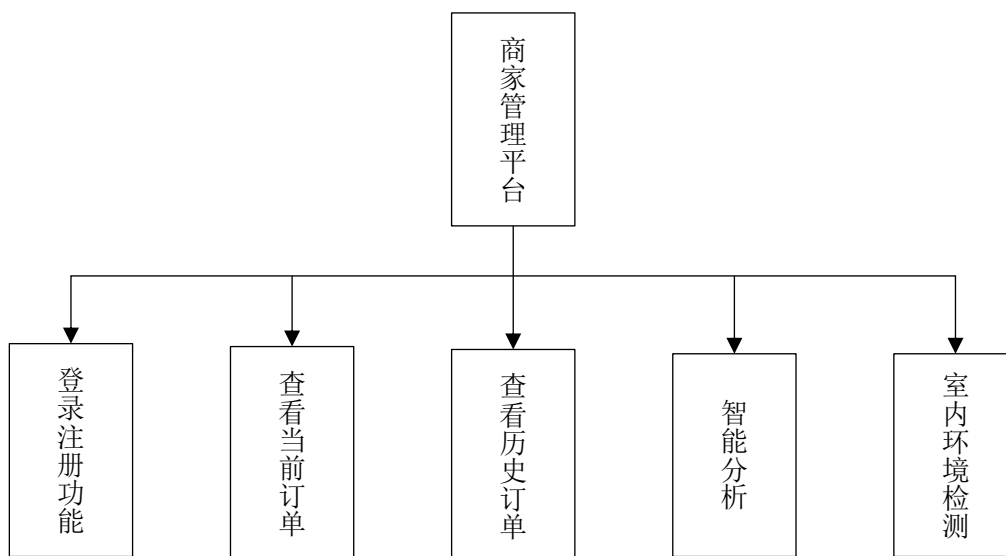 商家管理平台
登录注册功能
查看当前订单
查看历史订单
智能分析
室内环境检测